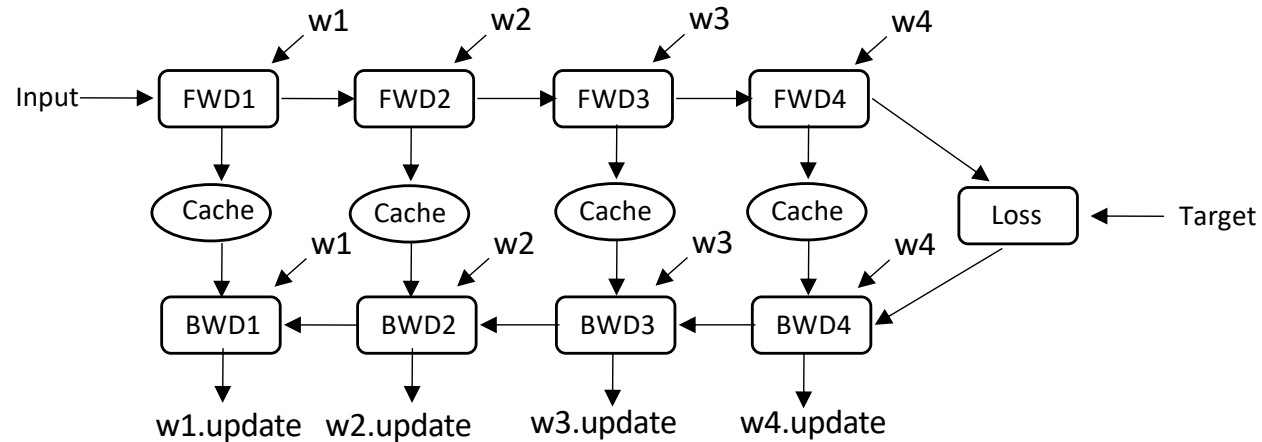 w1 w2 w3 w4
Input FWD1 FWD2 FWD3 FWD4
Cache Cache Cache Cache Loss Target
w1 w2 w3 w4
BWD1 BWD2 BWD3 BWD4
w1.update w2.update w3.update w4.update